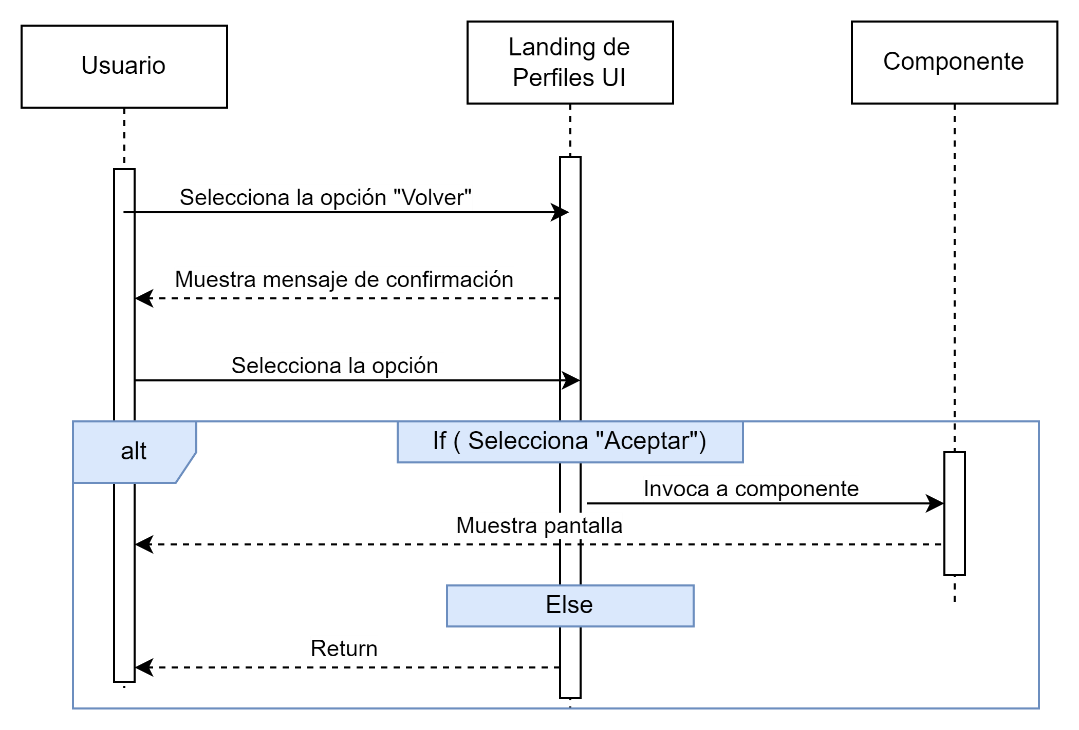 Usuario
Landing de
Perfiles UI
Componente
Selecciona la opción "Volver"
Muestra mensaje de confirmación
Selecciona la opción
alt
If ( Selecciona "Aceptar")
Invoca a componente
Muestra pantalla
Else
Return